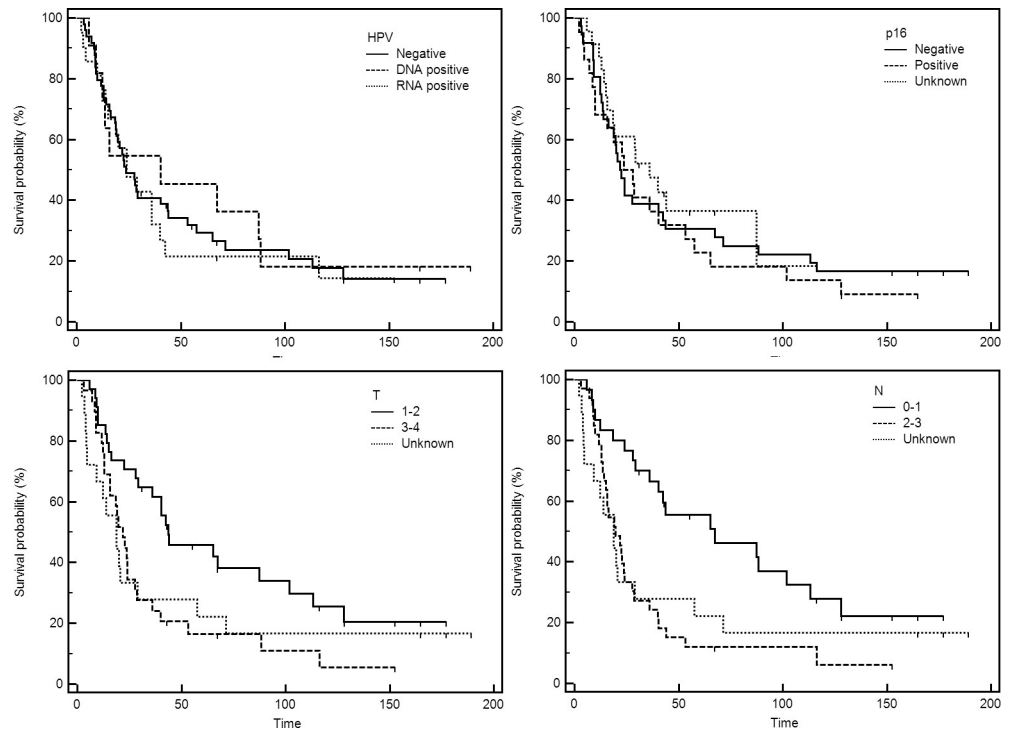 HPV
Negative
DNA positive
RNA positive
Survival probability (%)
100
80
60
40
20
0
0 50 100 150 200
p16
Negative
Positive
Unknown
Survival probability (%)
100
80
60
40
20
0
0 50 100 150 200
T
1-2
3-4
Unknown
Survival probability (%)
100
80
60
40
20
0
0 50 100 150 200
Time
N
0-1
2-3
Unknown
Survival probability (%)
100
80
60
40
20
0
0 50 100 150 200
Time